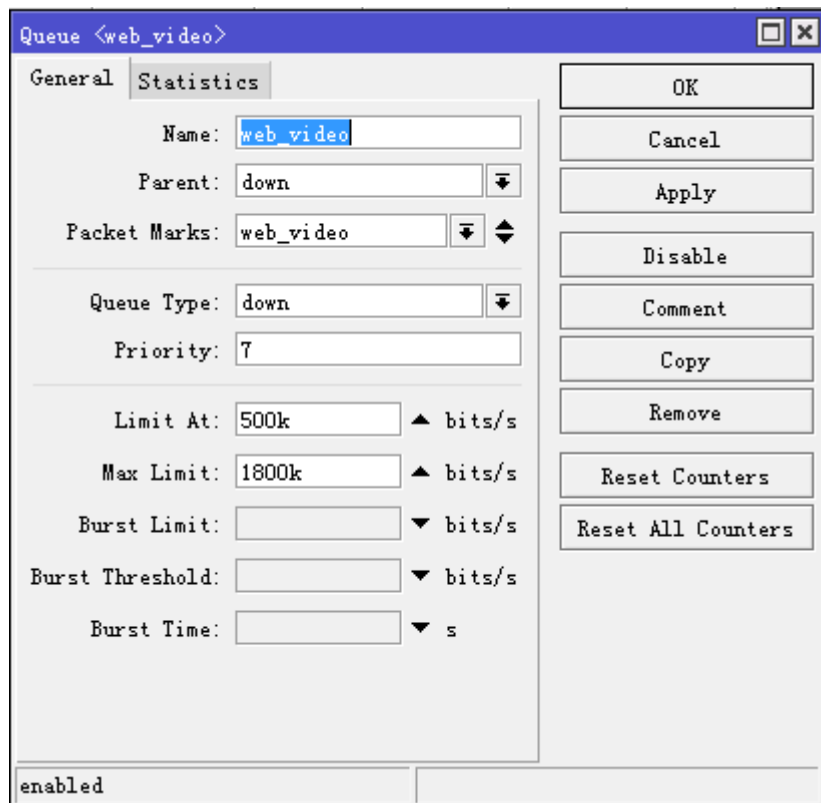 Queue <web_video>
General Statistics
Name: web_video
Parent: down
Packet Marks: web_video
Queue Type: down
Priority: 7
Limit At: 500k bits/s
Max Limit: 1800k bits/s
Burst Limit: bits/s
Burst Threshold: bits/s
Burst Time: s
OK
Cancel
Apply
Disable
Comment
Copy
Remove
Reset Counters
Reset All Counters
enabled